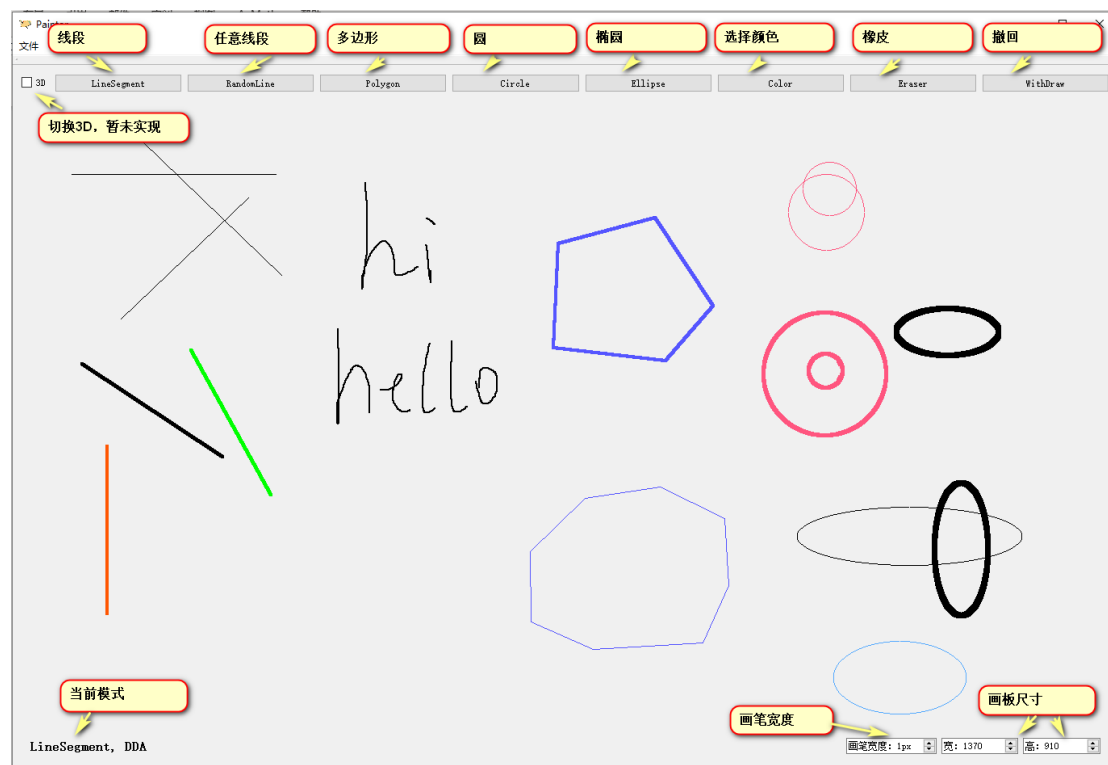 Painter
线段
任意线段
多边形
圆
椭圆
选择颜色
橡皮
撤回
文件
3D
LineSegment
RandomLine
Polygon
Circle
Ellipse
Color
Eraser
WithDraw
切换3D，暂未实现
hi
hello
当前模式
画笔宽度
画板尺寸
LineSegment, DDA
画笔宽度: 1px
宽: 1370
高: 910